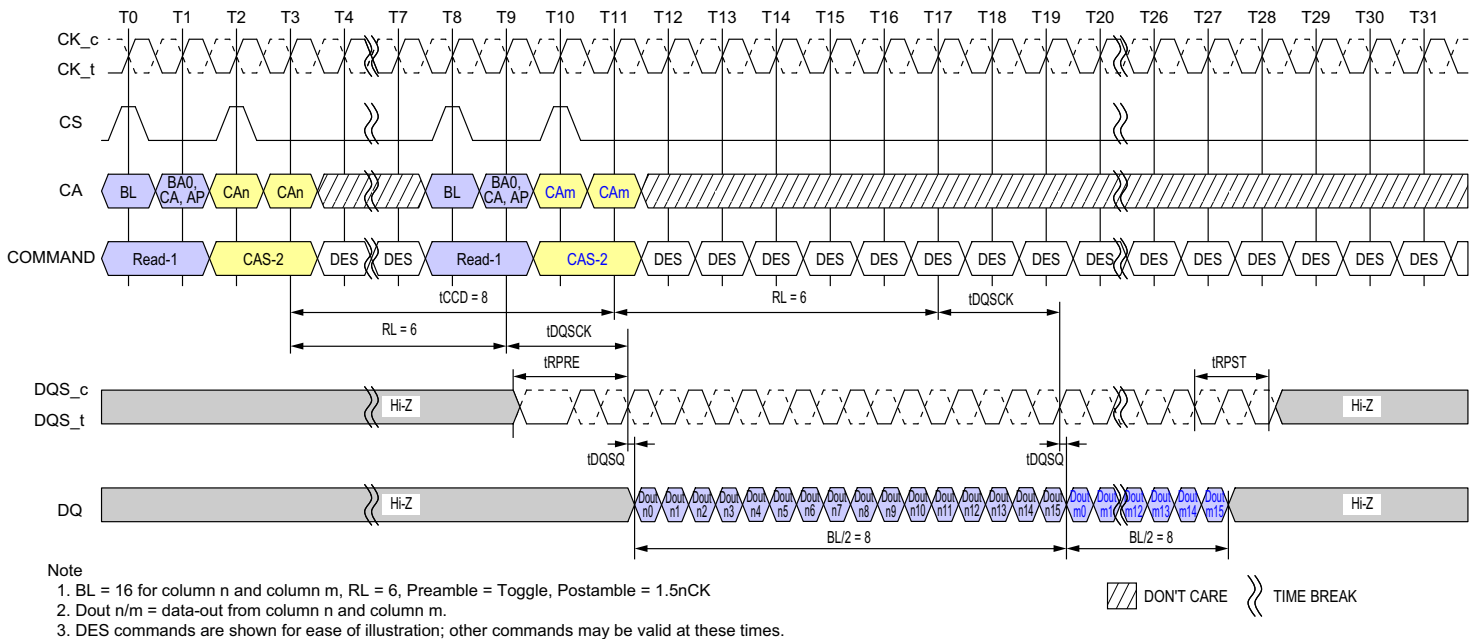 T0 T1 T2 T3 T4 T7 T8 T9 T10 T11 T12 T13 T14 T15 T16 T17 T18 T19 T20 T26 T27 T28 T29 T30 T31
CK_c
CK_t
CS
CA BL BA0, CA, AP CAn CAn BL BA0, CA, AP CAm CAm
COMMAND Read-1 CAS-2 DES DES Read-1 CAS-2 DES DES DES DES DES DES DES DES DES DES DES DES DES DES DES
tCCD = 8 RL = 6 tDQSCK
RL = 6 tDQSCK
tRPRE tRPST
DQS_c
DQS_t
Hi-Z Hi-Z
tDQSQ tDQSQ
DQ Hi-Z Dout n0 Dout n1 Dout n2 Dout n3 Dout n4 Dout n5 Dout n6 Dout n7 Dout n8 Dout n9 Dout n10 Dout n11 Dout n12 Dout n13 Dout n14 Dout n15 Dout m0 Dout m1 Dout m12 Dout m13 Dout m14 Dout m15 Hi-Z
BL/2 = 8 BL/2 = 8
Note
1. BL = 16 for column n and column m, RL = 6, Preamble = Toggle, Postamble = 1.5nCK
2. Dout n/m = data-out from column n and column m.
3. DES commands are shown for ease of illustration; other commands may be valid at these times.
DON'T CARE TIME BREAK